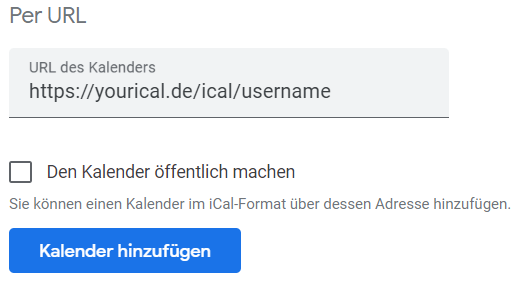 Per URL
URL des Kalenders
https://yourical.de/ical/username
Den Kalender öffentlich machen
Sie können einen Kalender im iCal-Format über dessen Adresse hinzufügen.
Kalender hinzufügen